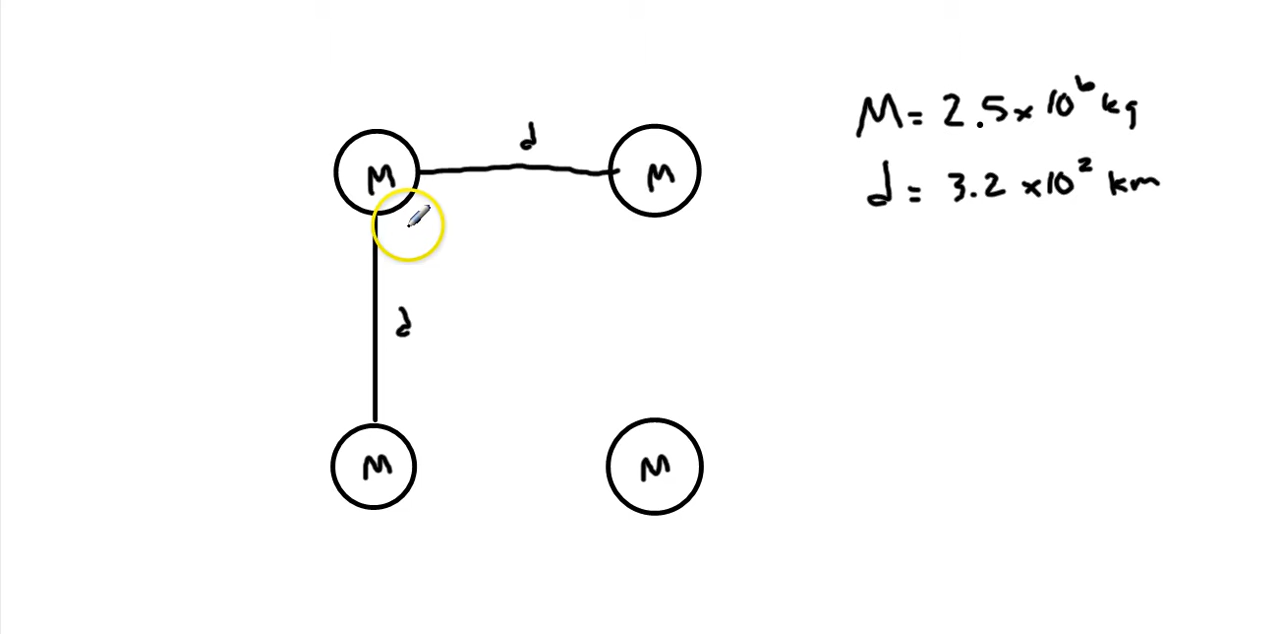 d
M
M
M = 2.5 × 10⁶ kg
d = 3.2 × 10² km
d
M
M